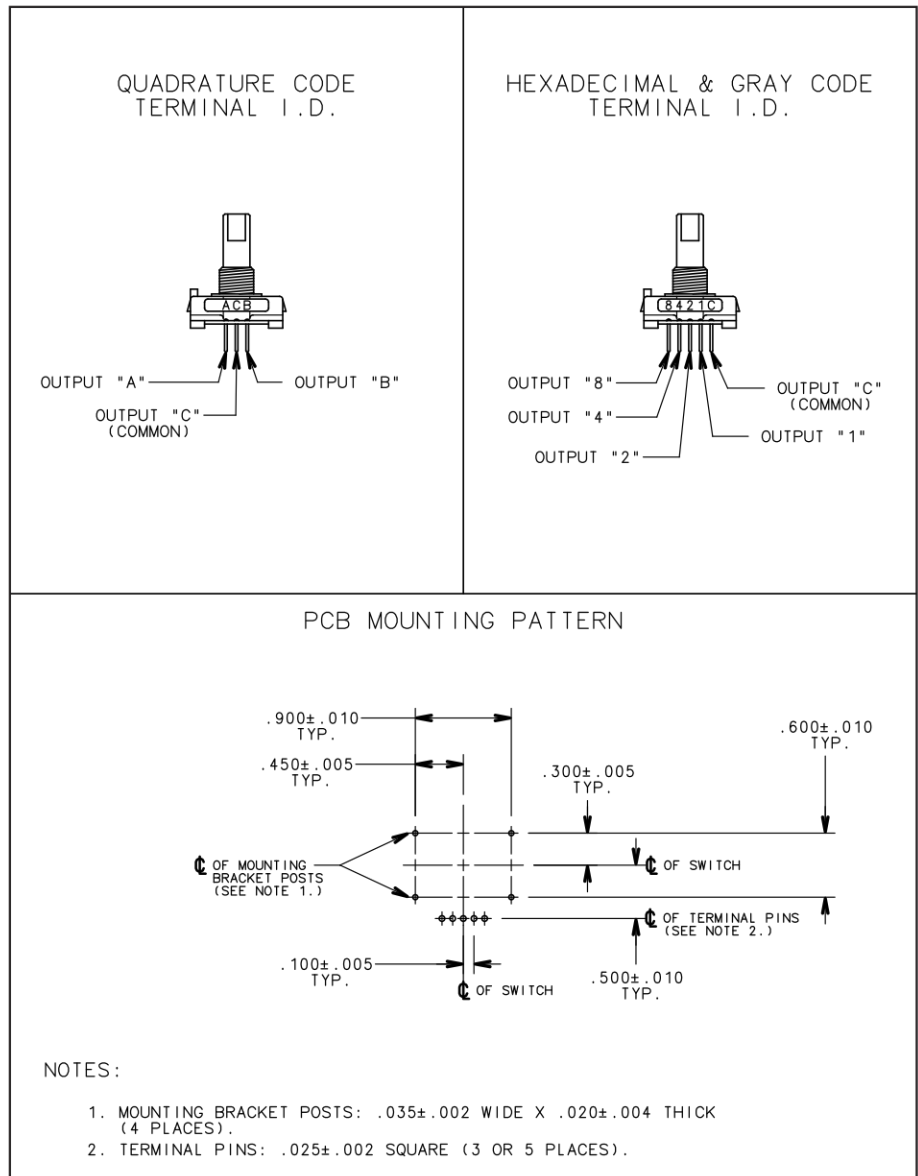 QUADRATURE CODE
TERMINAL I.D.
ACB
OUTPUT "A"
OUTPUT "B"
OUTPUT "C"
(COMMON)
HEXADECIMAL & GRAY CODE
TERMINAL I.D.
8421C
OUTPUT "8"
OUTPUT "C"
(COMMON)
OUTPUT "4"
OUTPUT "1"
OUTPUT "2"
PCB MOUNTING PATTERN
.900±.010
TYP.
.600±.010
TYP.
.450±.005
TYP.
.300±.005
TYP.
℄ OF MOUNTING
BRACKET POSTS
(SEE NOTE 1.)
℄ OF SWITCH
℄ OF TERMINAL PINS
(SEE NOTE 2.)
.100±.005
TYP.
℄ OF SWITCH
.500±.010
TYP.
NOTES:
1. MOUNTING BRACKET POSTS: .035±.002 WIDE X .020±.004 THICK
(4 PLACES).
2. TERMINAL PINS: .025±.002 SQUARE (3 OR 5 PLACES).